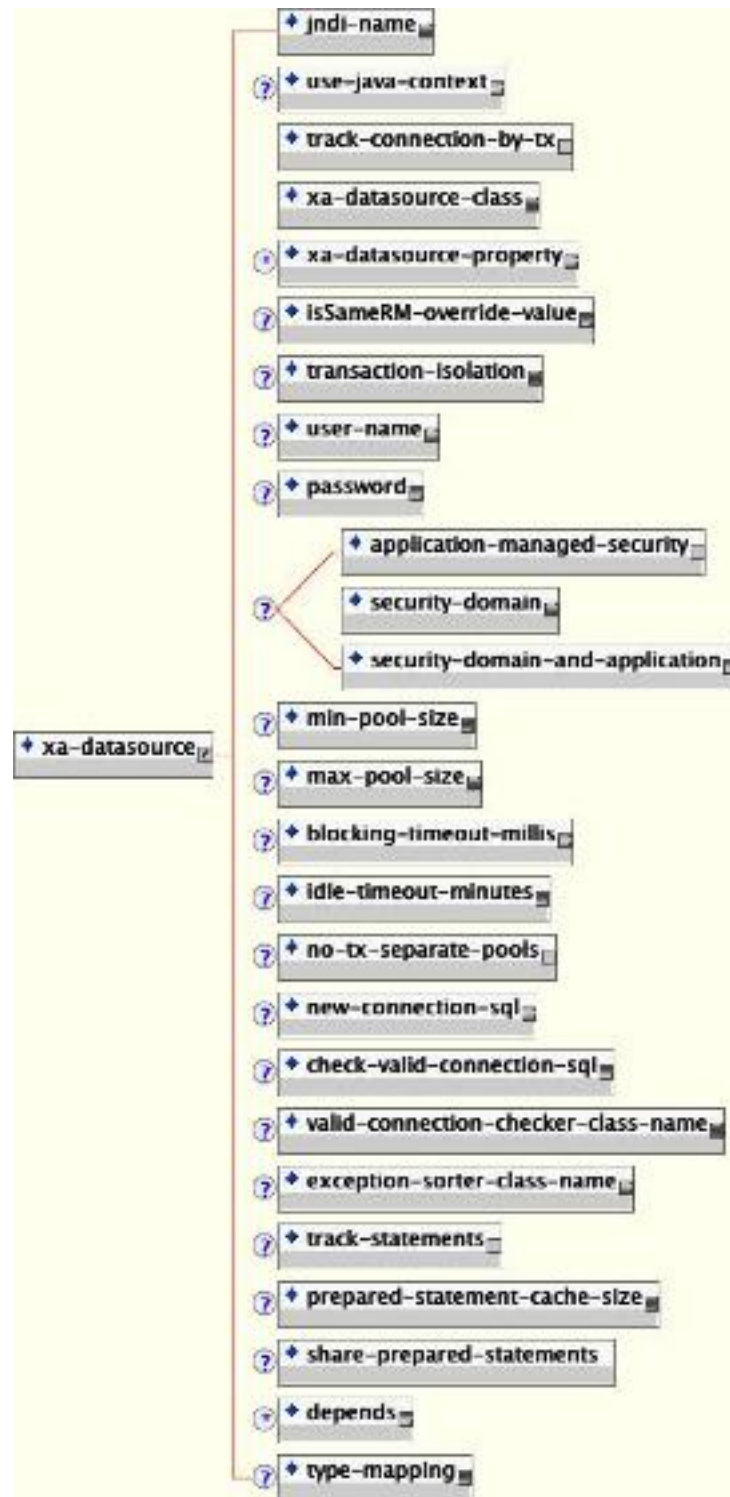 jndi-name
? use-java-context
track-connection-by-tx
xa-datasource-class
* xa-datasource-property
? isSameRM-override-value
? transaction-isolation
? user-name
? password
application-managed-security
? security-domain
security-domain-and-application
? min-pool-size
xa-datasource
? max-pool-size
? blocking-timeout-millis
? idle-timeout-minutes
? no-tx-separate-pools
? new-connection-sql
? check-valid-connection-sql
? valid-connection-checker-class-name
? exception-sorter-class-name
? track-statements
? prepared-statement-cache-size
? share-prepared-statements
* depends
? type-mapping